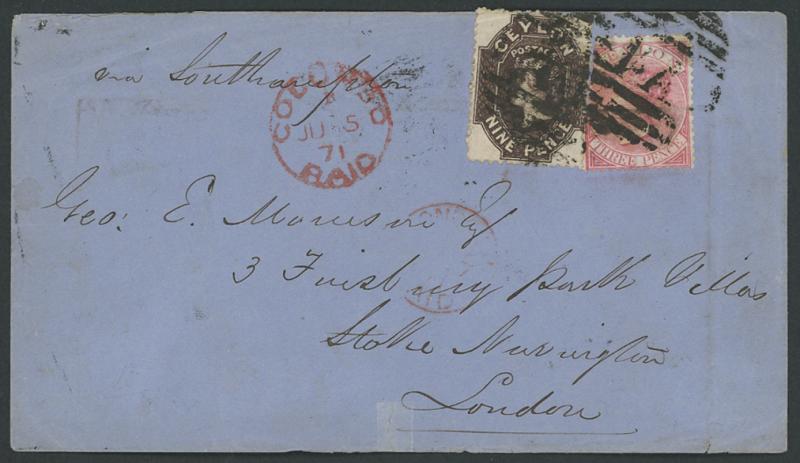 via Southampton
COLOMBO
JU 5
71
PAID
CEYLON
POSTAGE
NINE PENCE
THREE PENCE
Geo: E. Morrison Esq
3 Finsbury Park Villas
Stoke Newington
London